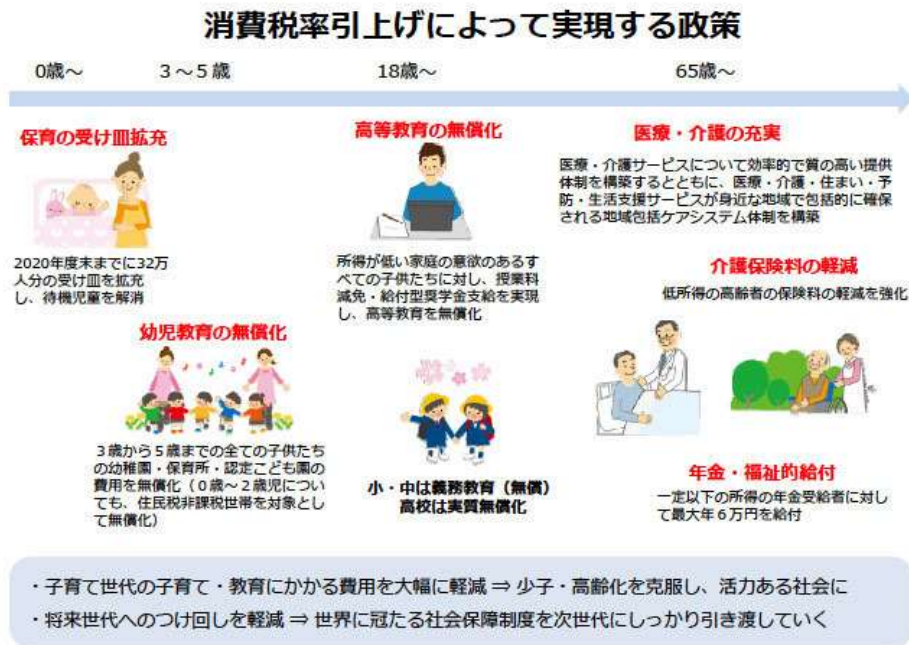 消費税率引上げによって実現する政策
0歳～
3～5歳
18歳～
65歳～
保育の受け皿拡充
2020年度末までに32万
人分の受け皿を拡充
し、待機児童を解消
幼児教育の無償化
３歳から５歳までの全ての子供たち
の幼稚園・保育所・認定こども園の
費用を無償化（０歳～２歳児につい
ても、住民税非課税世帯を対象とし
て無償化）
高等教育の無償化
所得が低い家庭の意欲のあるす
べての子供たちに対し、授業料
減免・給付型奨学金支給を実現
し、高等教育を無償化
小・中は義務教育（無償）
高校は実質無償化
医療・介護の充実
医療・介護サービスについて効率的で質の高い提供
体制を構築するとともに、医療・介護・住まい・予
防・生活支援サービスが身近な地域で包括的に確保
される地域包括ケアシステム体制を構築
介護保険料の軽減
低所得の高齢者の保険料の軽減を強化
年金・福祉的給付
一定以下の所得の年金受給者に対し
て最大年６万円を給付
・子育て世代の子育て・教育にかかる費用を大幅に軽減 ⇒ 少子・高齢化を克服し、活力ある社会に
・将来世代へのつけ回しを軽減 ⇒ 世界に冠たる社会保障制度を次世代にしっかり引き渡していく